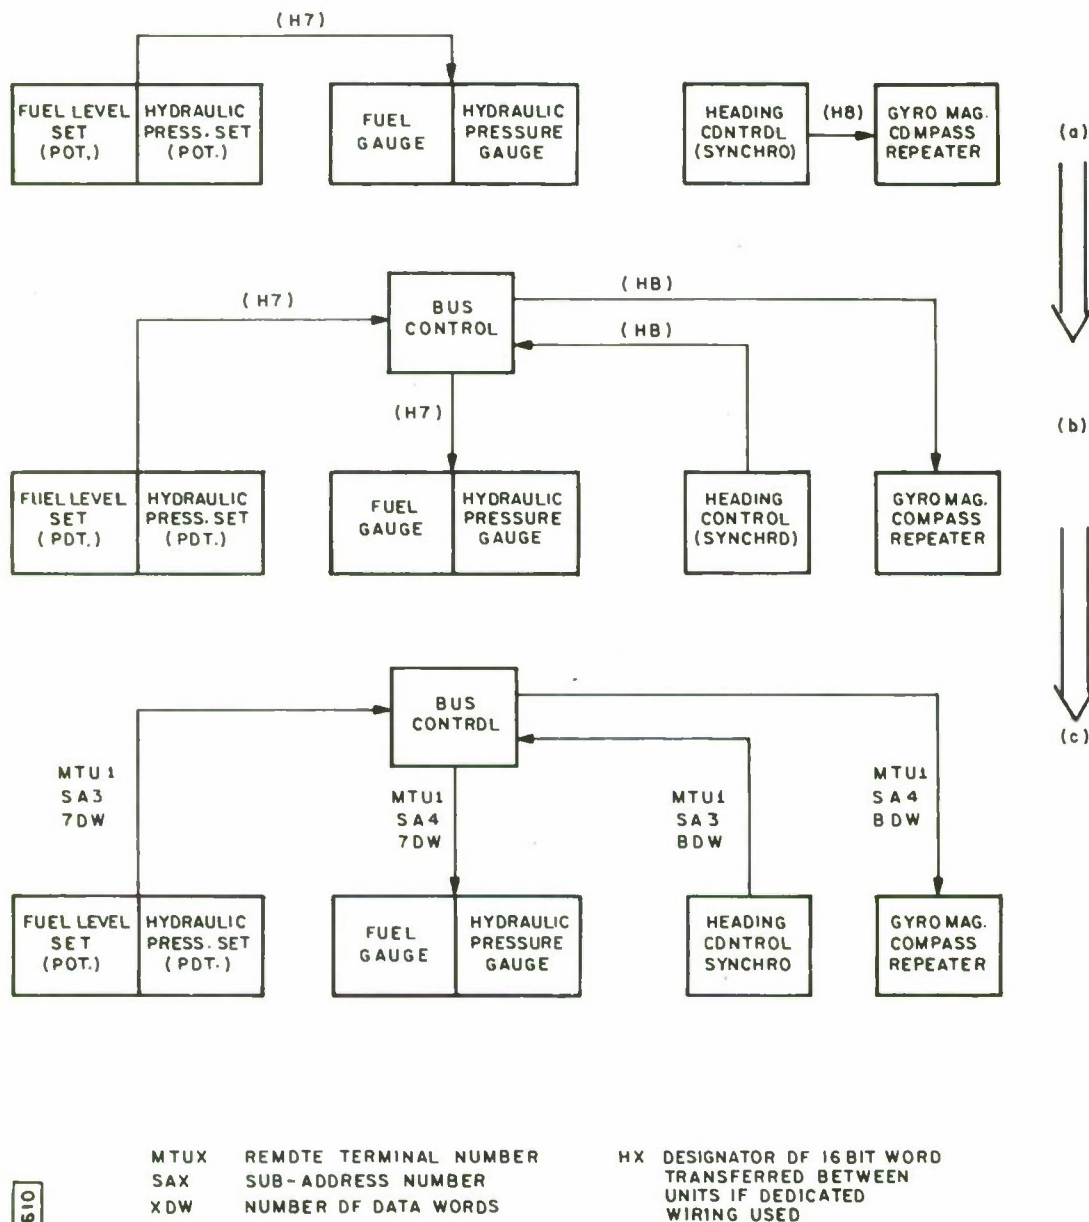 (H7)
FUEL LEVEL
SET
(POT.)
HYDRAULIC
PRESS. SET
(POT.)
FUEL
GAUGE
HYDRAULIC
PRESSURE
GAUGE
HEADING
CONTRDL
(SYNCHRO)
(H8)
GYRO MAG.
CDMPASS
REPEATER
(a)
(H7)
BUS
CONTROL
(HB)
(HB)
(H7)
(b)
FUEL LEVEL
SET
(PDT.)
HYDRAULIC
PRESS. SET
(PDT.)
FUEL
GAUGE
HYDRAULIC
PRESSURE
GAUGE
HEADING
CONTROL
(SYNCHRD)
GYRO MAG.
COMPASS
REPEATER
BUS
CONTRDL
(c)
MTU1
SA3
7DW
MTU1
SA4
7DW
MTU1
SA3
BDW
MTU1
SA4
BDW
FUEL LEVEL
SET
(POT.)
HYDRAULIC
PRESS. SET
(PDT.)
FUEL
GAUGE
HYDRAULIC
PRESSURE
GAUGE
HEADING
CDNTROL
SYNCHRO
GYRO MAG.
COMPASS
REPEATER
MTUX REMDTE TERMINAL NUMBER
SAX SUB-ADDRESS NUMBER
XDW NUMBER DF DATA WORDS
HX DESIGNATOR DF 16 BIT WORD
TRANSFERRED BETWEEN
UNITS IF DEDICATED
WIRING USED
610